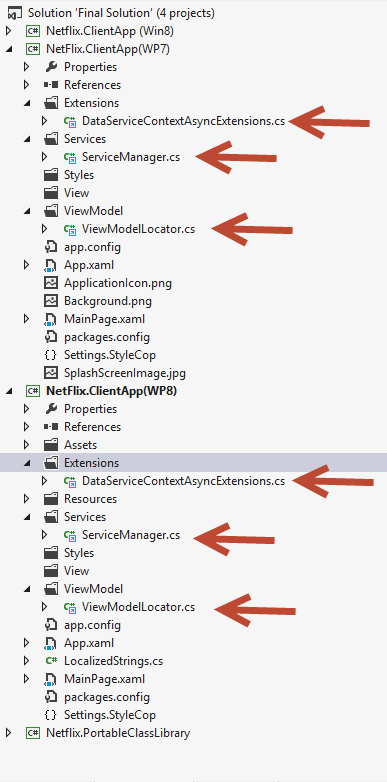 Solution 'Final Solution' (4 projects)
Netflix.ClientApp (Win8)
NetFlix.ClientApp(WP7)
Properties
References
Extensions
DataServiceContextAsyncExtensions.cs
Services
ServiceManager.cs
Styles
View
ViewModel
ViewModelLocator.cs
app.config
App.xaml
ApplicationIcon.png
Background.png
MainPage.xaml
packages.config
Settings.StyleCop
SplashScreenImage.jpg
NetFlix.ClientApp(WP8)
Properties
References
Assets
Extensions
DataServiceContextAsyncExtensions.cs
Resources
Services
ServiceManager.cs
Styles
View
ViewModel
ViewModelLocator.cs
app.config
App.xaml
LocalizedStrings.cs
MainPage.xaml
packages.config
Settings.StyleCop
Netflix.PortableClassLibrary